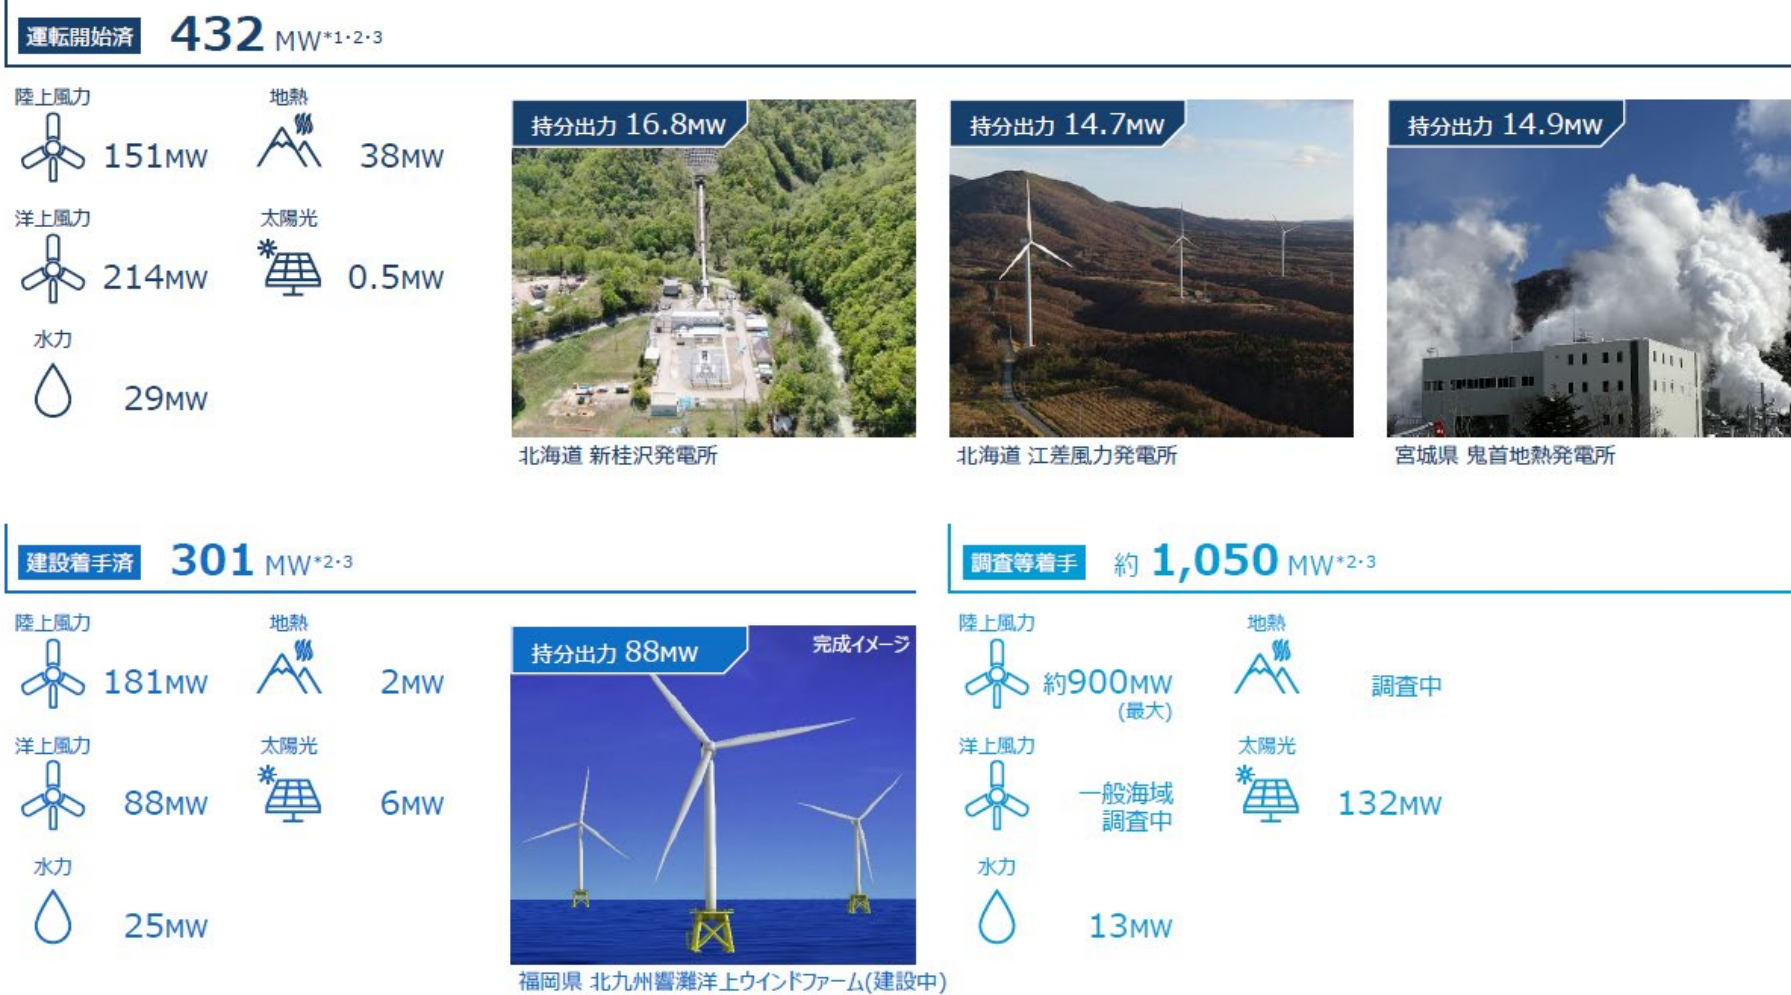 運転開始済 432 MW*1・2・3
陸上風力
151MW
地熱
38MW
洋上風力
214MW
太陽光
0.5MW
水力
29MW
持分出力 16.8MW
北海道 新桂沢発電所
持分出力 14.7MW
北海道 江差風力発電所
持分出力 14.9MW
宮城県 鬼首地熱発電所
建設着手済 301 MW*2・3
陸上風力
181MW
地熱
2MW
洋上風力
88MW
太陽光
6MW
水力
25MW
持分出力 88MW
完成イメージ
福岡県 北九州響灘洋上ウインドファーム(建設中)
調査等着手 約 1,050 MW*2・3
陸上風力
約900MW
(最大)
地熱
調査中
洋上風力
一般海域
調査中
太陽光
132MW
水力
13MW